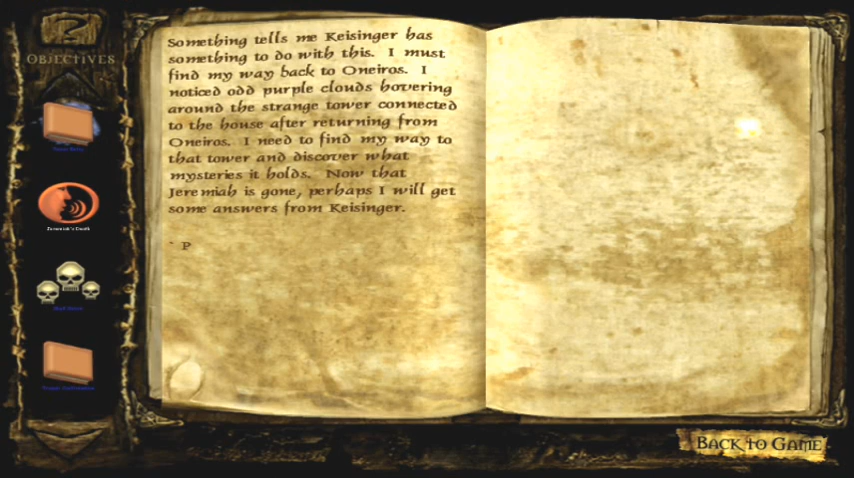 OBJECTIVES
Something tells me Keisinger has
something to do with this. I must
find my way back to Oneiros. I
noticed odd purple clouds hovering
around the strange tower connected
to the house after returning from
Oneiros. I need to find my way to
that tower and discover what
mysteries it holds. Now that
Jeremiah is gone, perhaps I will get
some answers from Keisinger.
` P
Jeremiah's Death
BACK TO GAME